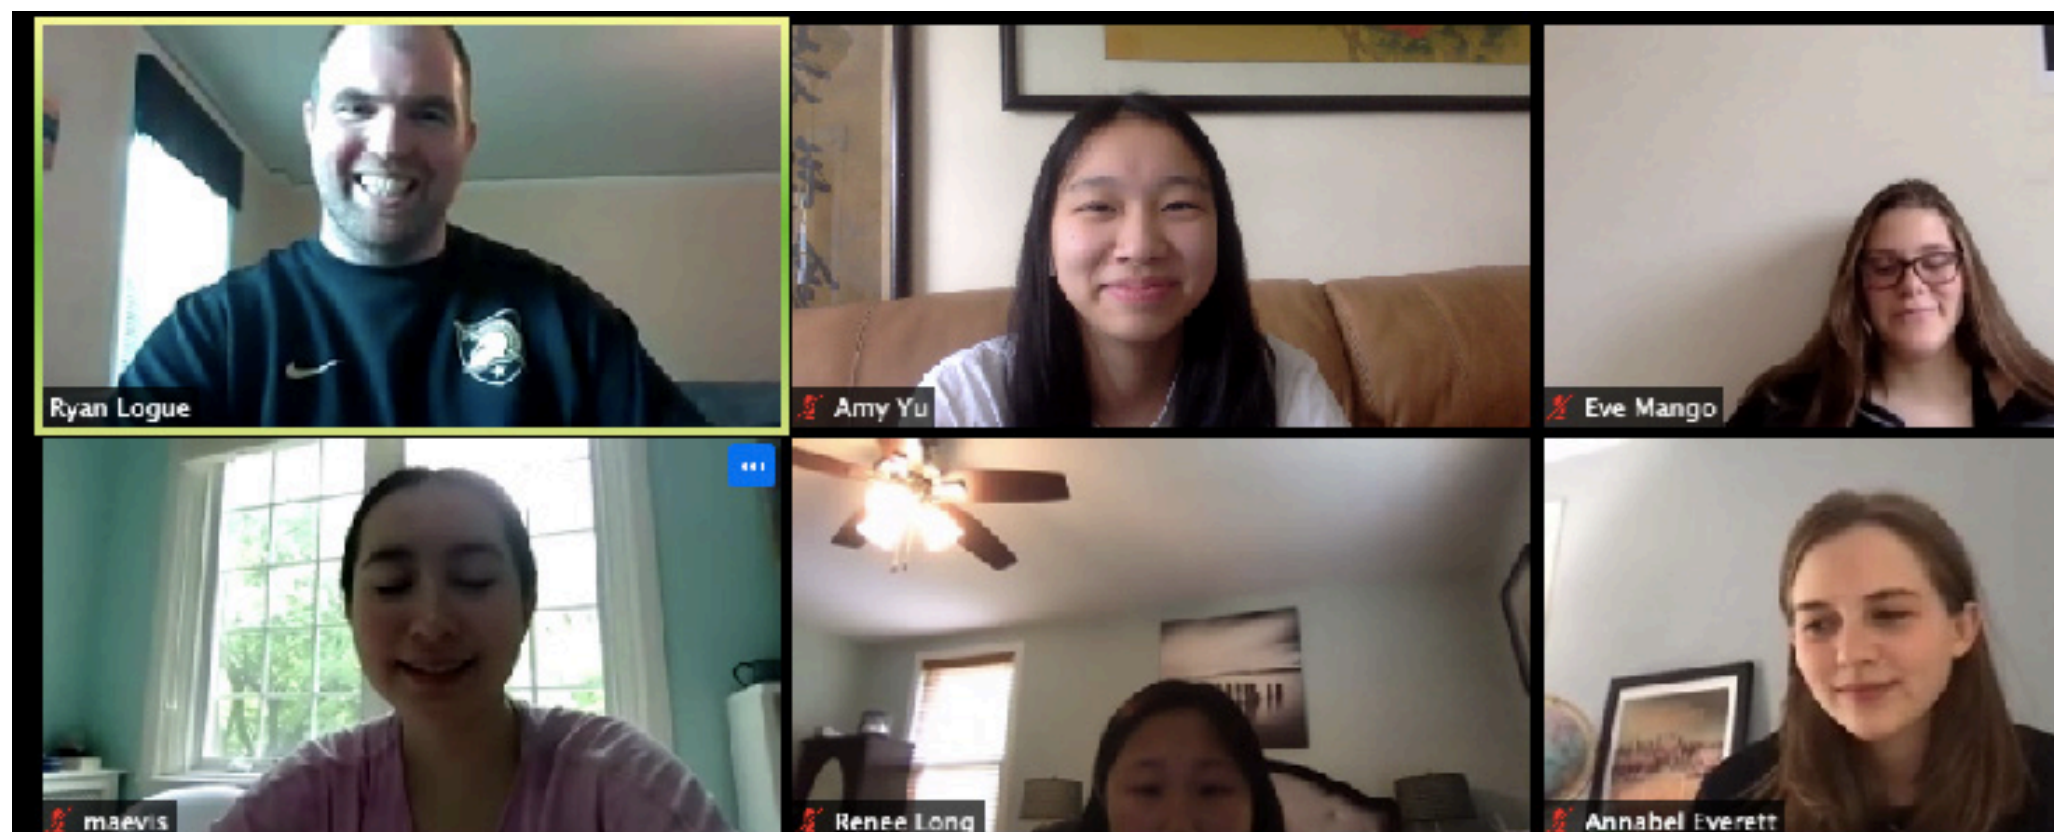 Ryan Logue
Amy Yu
Eve Mango
maevis
Renee Long
Annabel Everett